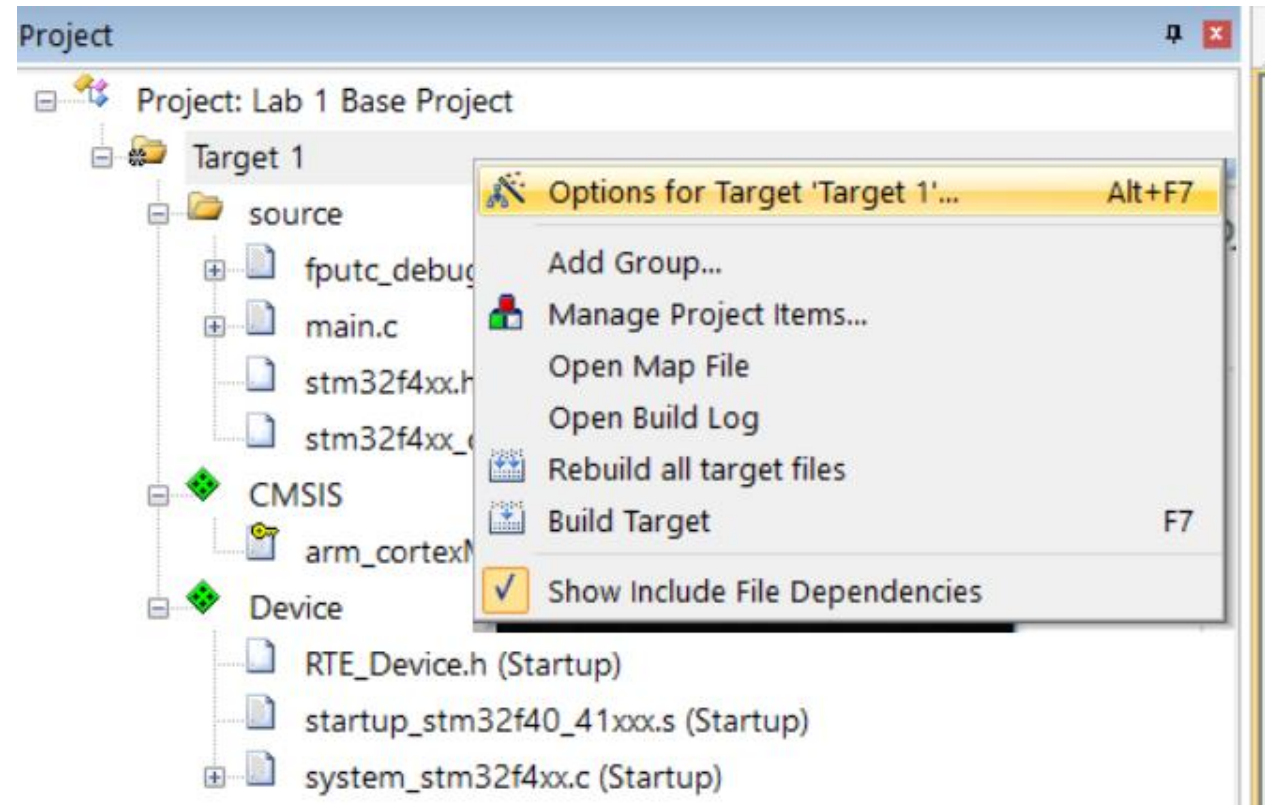 Project
Project: Lab 1 Base Project
Target 1
source
fputc_debug
main.c
stm32f4xx.h
stm32f4xx_
CMSIS
arm_cortexM
Device
RTE_Device.h (Startup)
startup_stm32f40_41xxx.s (Startup)
system_stm32f4xx.c (Startup)
Options for Target 'Target 1'... Alt+F7
Add Group...
Manage Project Items...
Open Map File
Open Build Log
Rebuild all target files
Build Target F7
Show Include File Dependencies